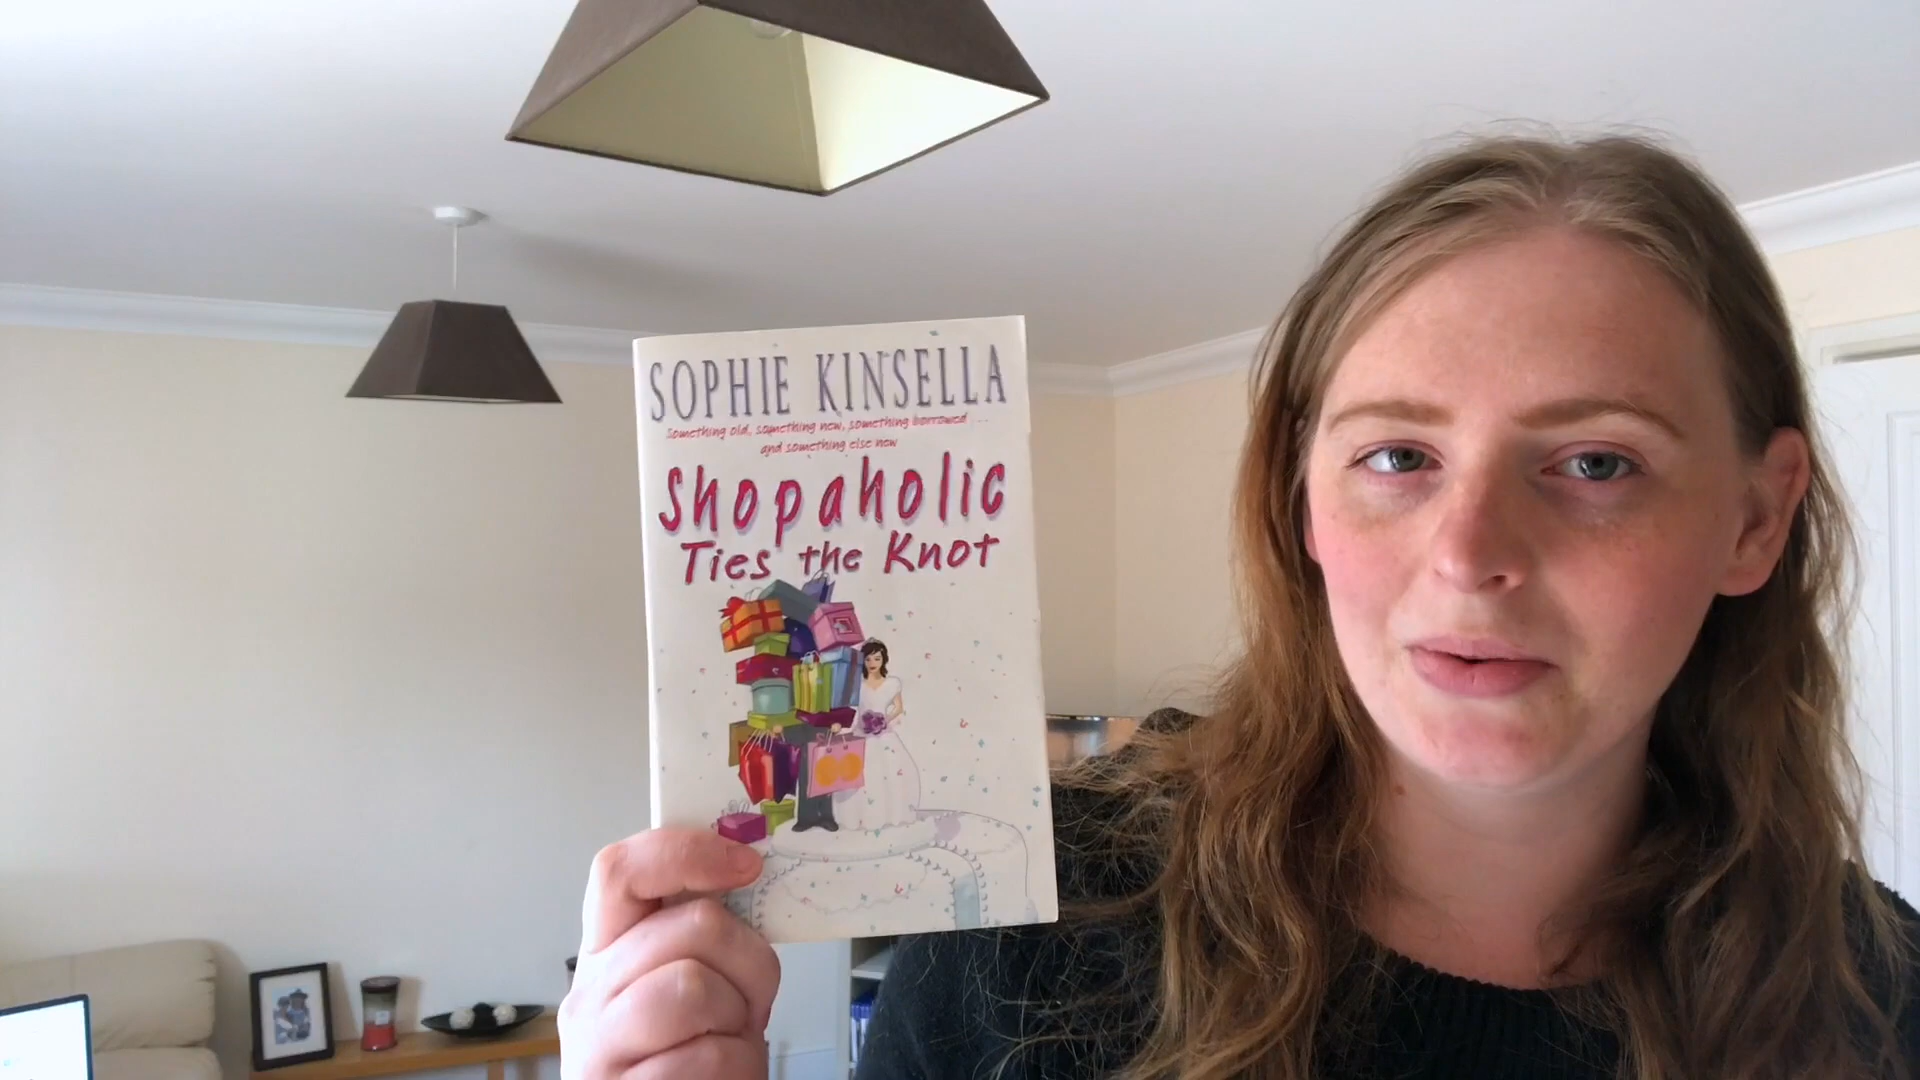 SOPHIE KINSELLA
Something old, something new, something borrowed ...
and something else new
Shopaholic
Ties the Knot